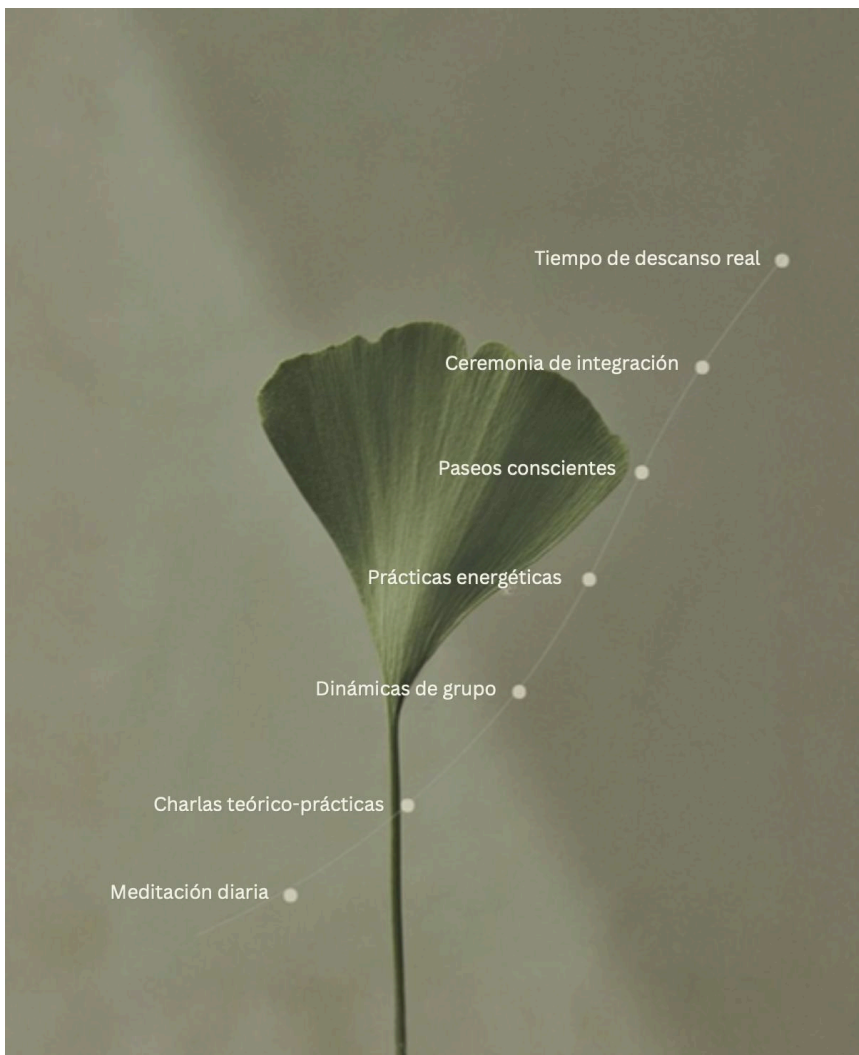 Tiempo de descanso real
Ceremonia de integración
Paseos conscientes
Prácticas energéticas
Dinámicas de grupo
Charlas teórico-prácticas
Meditación diaria